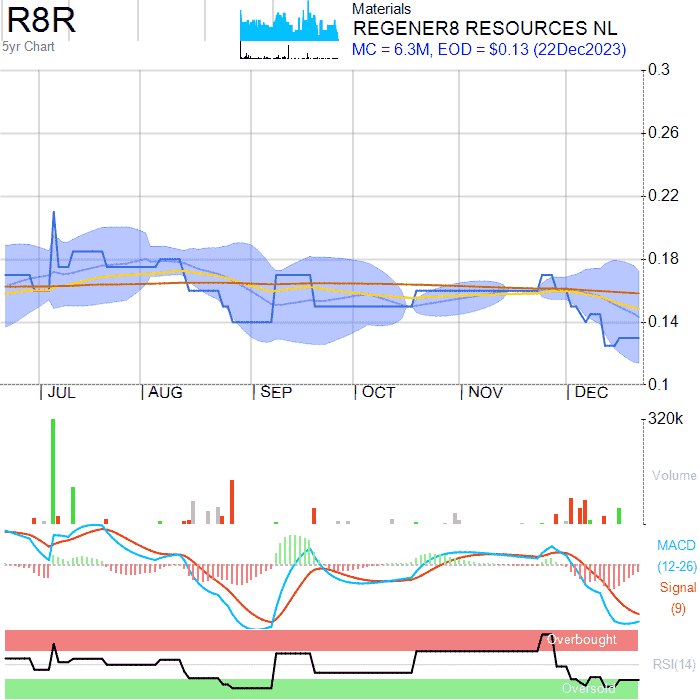 R8R
5yr Chart
Materials
REGENER8 RESOURCES NL
MC = 6.3M, EOD = $0.13 (22Dec2023)
0.3
0.26
0.22
0.18
0.14
0.1
JUL AUG SEP OCT NOV DEC
320k
Volume
MACD
(12-26)
Signal
(9)
Overbought
RSI(14)
Oversold